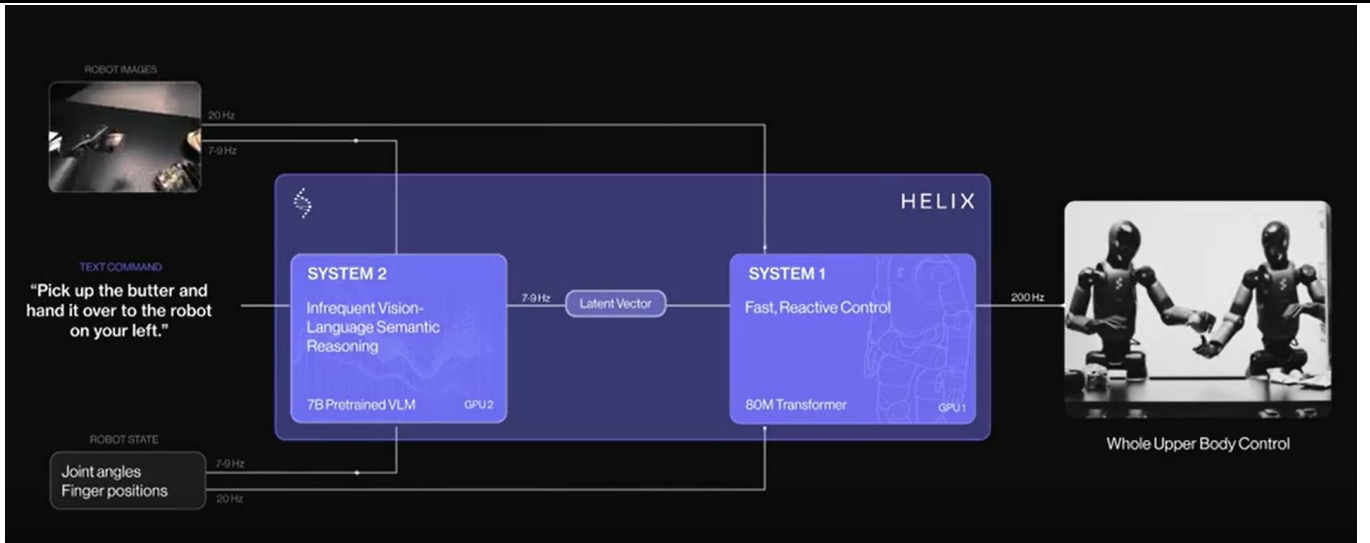 ROBOT IMAGES
20 Hz
7-9 Hz
HELIX
TEXT COMMAND
“Pick up the butter and
hand it over to the robot
on your left.”
SYSTEM 2
Infrequent Vision-
Language Semantic
Reasoning
7B Pretrained VLM
GPU 2
7-9 Hz
Latent Vector
SYSTEM 1
Fast, Reactive Control
80M Transformer
GPU 1
200 Hz
Whole Upper Body Control
ROBOT STATE
Joint angles
Finger positions
7-9 Hz
20 Hz